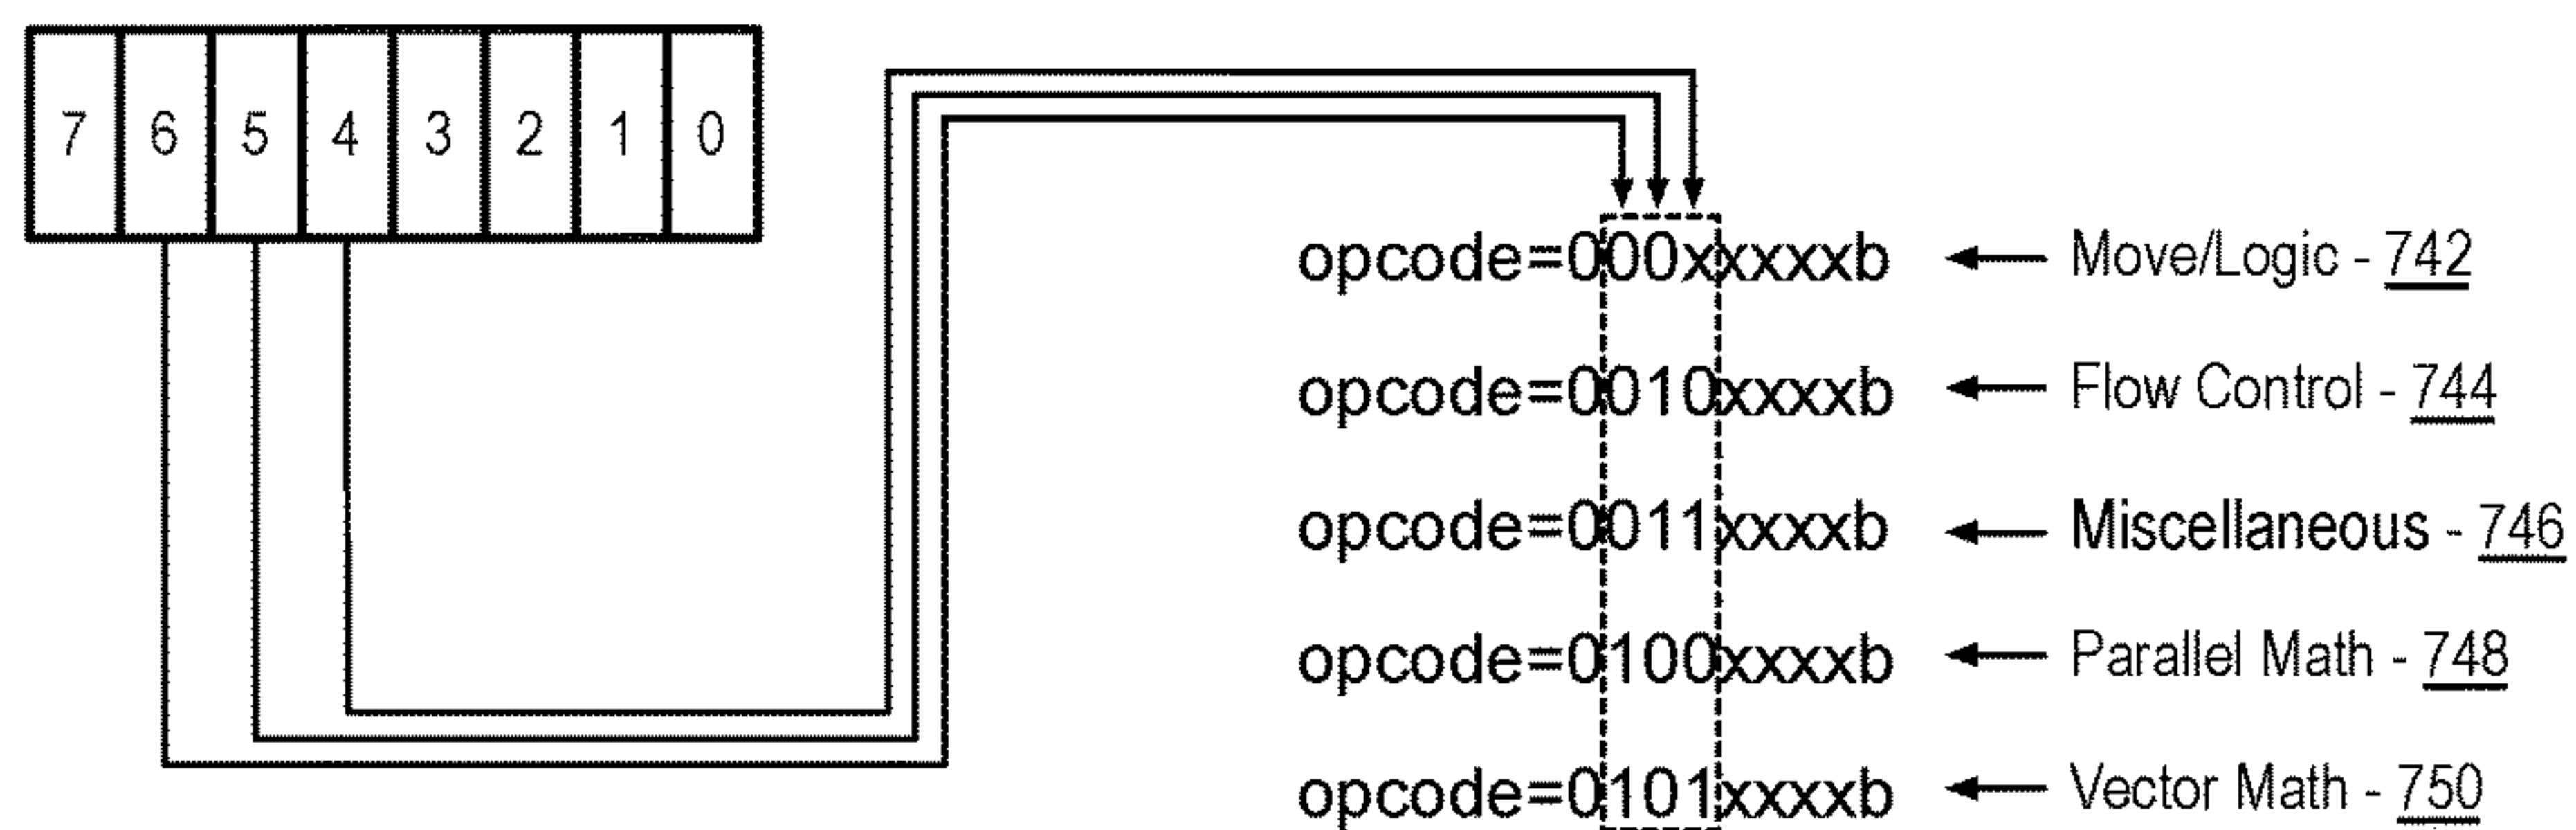 7 6 5 4 3 2 1 0
opcode=000xxxxxb ← Move/Logic - 742
opcode=0010xxxxb ← Flow Control - 744
opcode=0011xxxxb ← Miscellaneous - 746
opcode=0100xxxxb ← Parallel Math - 748
opcode=0101xxxxb ← Vector Math - 750